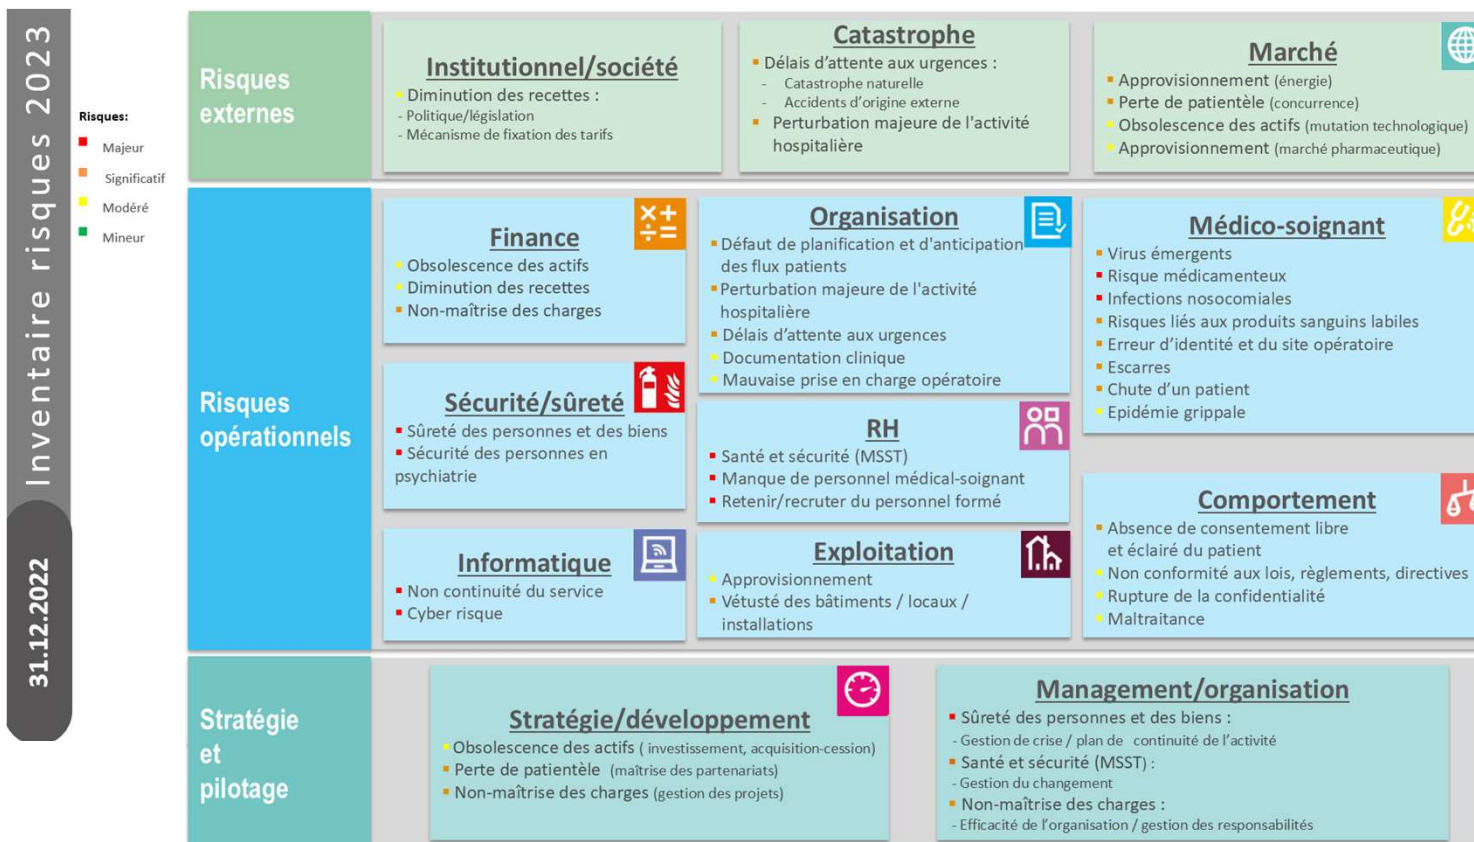 Inventaire risques 2023
31.12.2022
Risques:
Majeur
Significatif
Modéré
Mineur
Risques
externes
Institutionnel/société
Diminution des recettes :
- Politique/législation
- Mécanisme de fixation des tarifs
Catastrophe
Délais d'attente aux urgences :
- Catastrophe naturelle
- Accidents d'origine externe
Perturbation majeure de l'activité
hospitalière
Marché
Approvisionnement (énergie)
Perte de patientèle (concurrence)
Obsolescence des actifs (mutation technologique)
Approvisionnement (marché pharmaceutique)
Risques
opérationnels
Finance
Obsolescence des actifs
Diminution des recettes
Non-maîtrise des charges
Organisation
Défaut de planification et d'anticipation
des flux patients
Perturbation majeure de l'activité
hospitalière
Délais d'attente aux urgences
Documentation clinique
Mauvaise prise en charge opératoire
Médico-soignant
Virus émergents
Risque médicamenteux
Infections nosocomiales
Risques liés aux produits sanguins labiles
Erreur d'identité et du site opératoire
Escarres
Chute d'un patient
Epidémie grippale
Sécurité/sûreté
Sûreté des personnes et des biens
Sécurité des personnes en
psychiatrie
RH
Santé et sécurité (MSST)
Manque de personnel médical-soignant
Retenir/recruter du personnel formé
Comportement
Absence de consentement libre
et éclairé du patient
Non conformité aux lois, règlements, directives
Rupture de la confidentialité
Maltraitance
Informatique
Non continuité du service
Cyber risque
Exploitation
Approvisionnement
Vétusté des bâtiments / locaux /
installations
Stratégie
et
pilotage
Stratégie/développement
Obsolescence des actifs ( investissement, acquisition-cession)
Perte de patientèle (maîtrise des partenariats)
Non-maîtrise des charges (gestion des projets)
Management/organisation
Sûreté des personnes et des biens :
- Gestion de crise / plan de continuité de l'activité
Santé et sécurité (MSST) :
- Gestion du changement
Non-maîtrise des charges :
- Efficacité de l'organisation / gestion des responsabilités